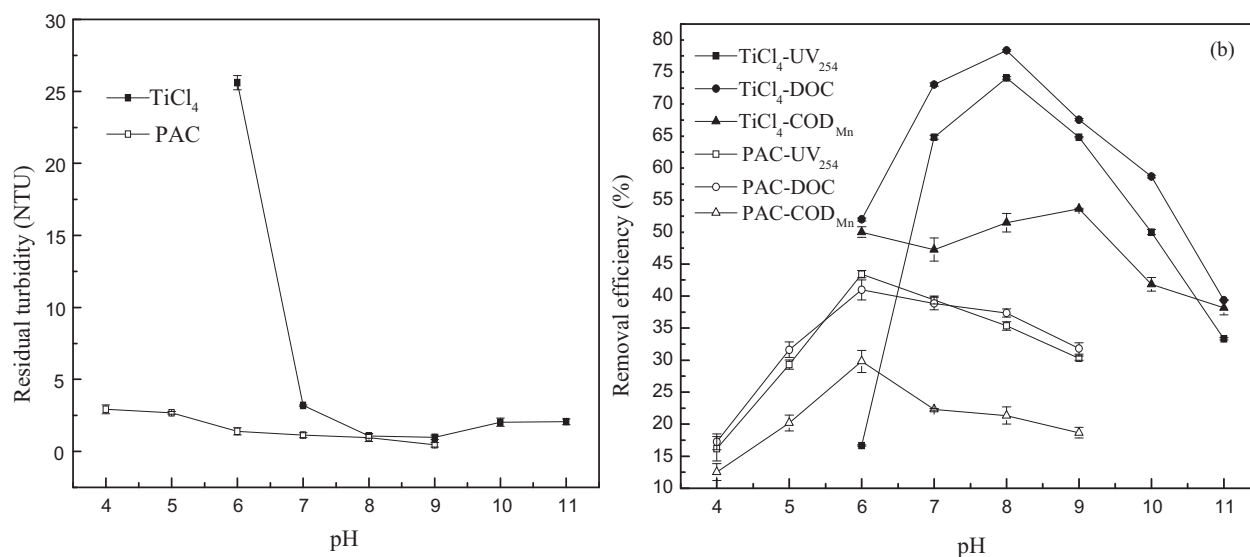 30
25
20
15
10
5
0
Residual turbidity (NTU)
TiCl₄
PAC
4 5 6 7 8 9 10 11
pH
80
75
70
65
60
55
50
45
40
35
30
25
20
15
10
Removal efficiency (%)
(b)
TiCl₄-UV₂₅₄
TiCl₄-DOC
TiCl₄-COD_Mn
PAC-UV₂₅₄
PAC-DOC
PAC-COD_Mn
4 5 6 7 8 9 10 11
pH